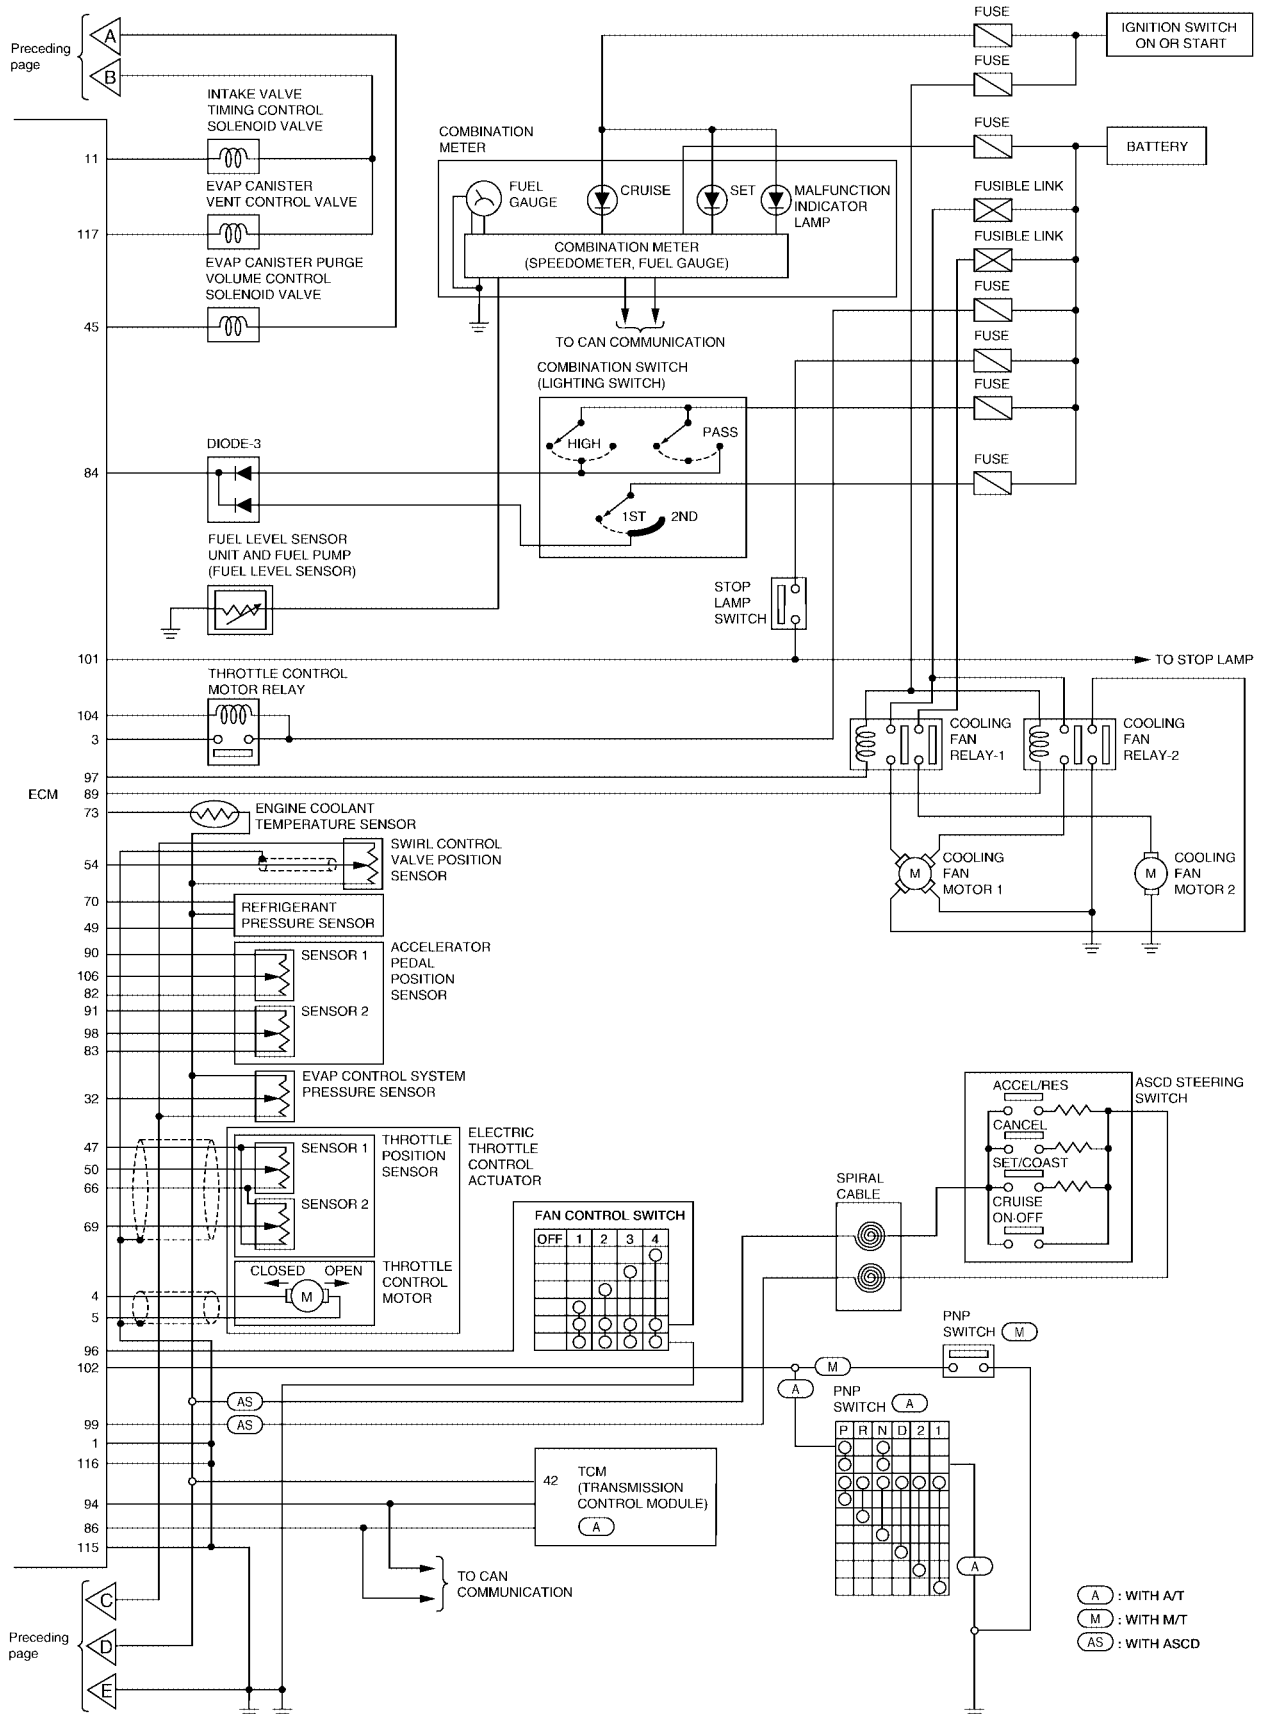 Preceding
page
A
B
FUSE
IGNITION SWITCH
ON OR START
FUSE
FUSE
BATTERY
FUSIBLE LINK
FUSIBLE LINK
FUSE
FUSE
FUSE
FUSE
INTAKE VALVE
TIMING CONTROL
SOLENOID VALVE
11
EVAP CANISTER
VENT CONTROL VALVE
117
EVAP CANISTER PURGE
VOLUME CONTROL
SOLENOID VALVE
45
COMBINATION
METER
FUEL
GAUGE
CRUISE
SET
MALFUNCTION
INDICATOR
LAMP
COMBINATION METER
(SPEEDOMETER, FUEL GAUGE)
TO CAN COMMUNICATION
COMBINATION SWITCH
(LIGHTING SWITCH)
HIGH
PASS
1ST
2ND
DIODE-3
84
FUEL LEVEL SENSOR
UNIT AND FUEL PUMP
(FUEL LEVEL SENSOR)
STOP
LAMP
SWITCH
101
TO STOP LAMP
THROTTLE CONTROL
MOTOR RELAY
104
3
COOLING
FAN
RELAY-1
COOLING
FAN
RELAY-2
97
ECM
89
73
ENGINE COOLANT
TEMPERATURE SENSOR
SWIRL CONTROL
VALVE POSITION
SENSOR
54
M
COOLING
FAN
MOTOR 1
M
COOLING
FAN
MOTOR 2
70
49
REFRIGERANT
PRESSURE SENSOR
90
106
82
91
98
83
SENSOR 1
SENSOR 2
ACCELERATOR
PEDAL
POSITION
SENSOR
32
EVAP CONTROL SYSTEM
PRESSURE SENSOR
47
50
66
69
SENSOR 1
SENSOR 2
THROTTLE
POSITION
SENSOR
ELECTRIC
THROTTLE
CONTROL
ACTUATOR
4
5
CLOSED
OPEN
M
THROTTLE
CONTROL
MOTOR
FAN CONTROL SWITCH
OFF 1 2 3 4
SPIRAL
CABLE
ACCEL/RES
CANCEL
SET/COAST
CRUISE
ON·OFF
ASCD STEERING
SWITCH
96
102
M
PNP
SWITCH M
A
PNP
SWITCH A
P R N D 2 1
A
AS
99
AS
1
116
94
86
115
42
TCM
(TRANSMISSION
CONTROL MODULE)
A
TO CAN
COMMUNICATION
Preceding
page
C
D
E
A : WITH A/T
M : WITH M/T
AS : WITH ASCD